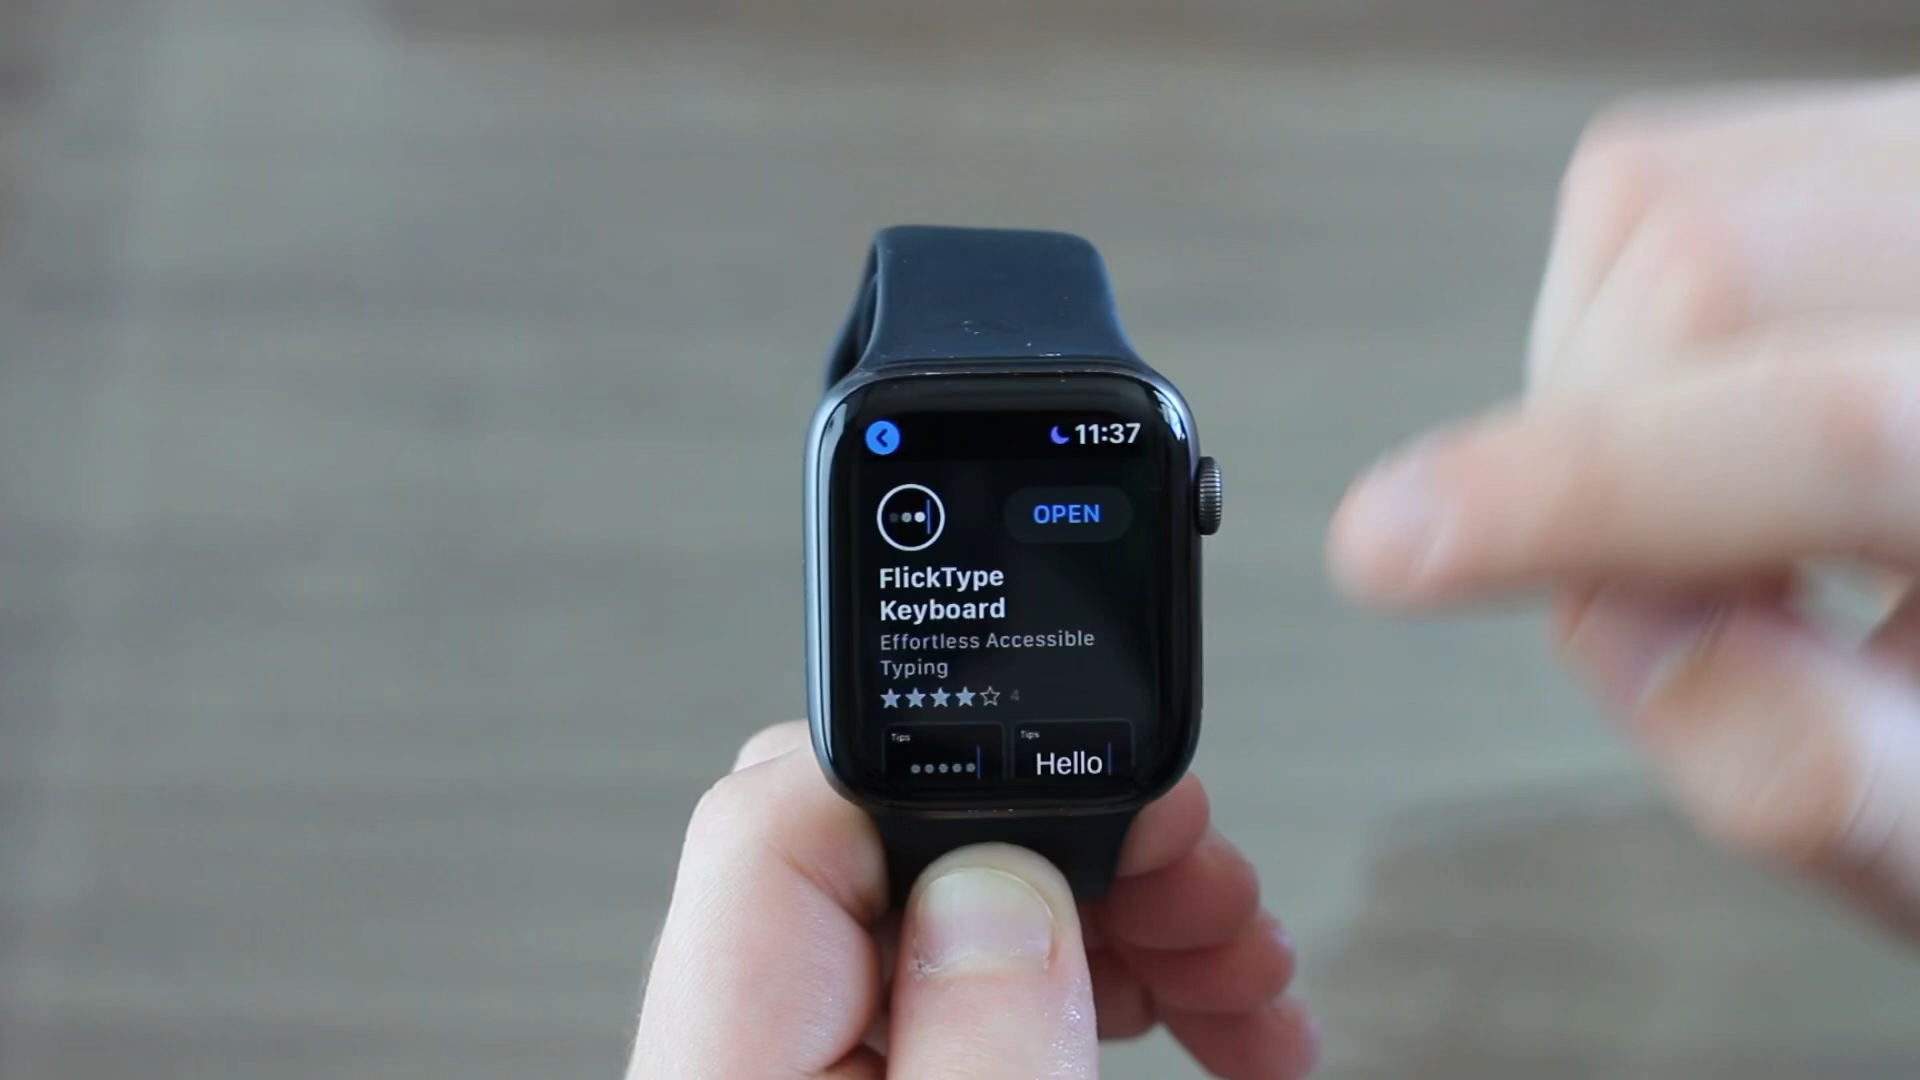 11:37
OPEN
FlickType
Keyboard
Effortless Accessible
Typing
4
Tips
Tips
Hello